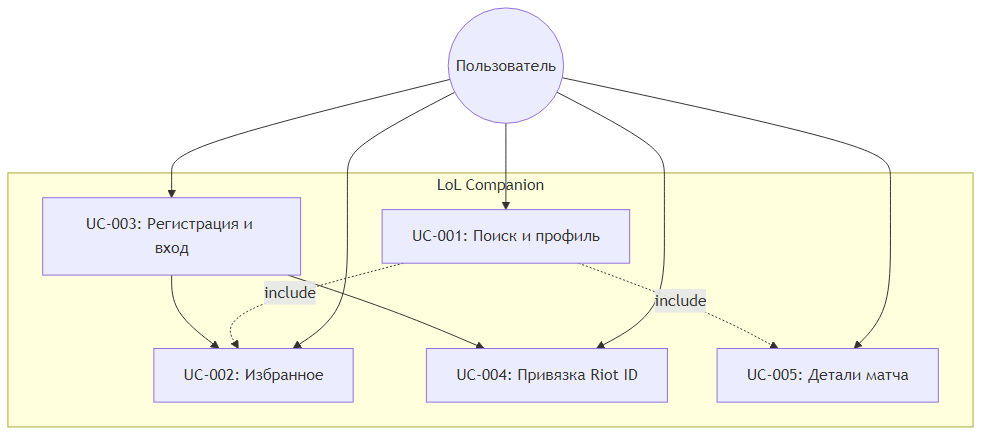 Пользователь
LoL Companion
UC-003: Регистрация и
вход
UC-001: Поиск и профиль
include
include
UC-002: Избранное
UC-004: Привязка Riot ID
UC-005: Детали матча